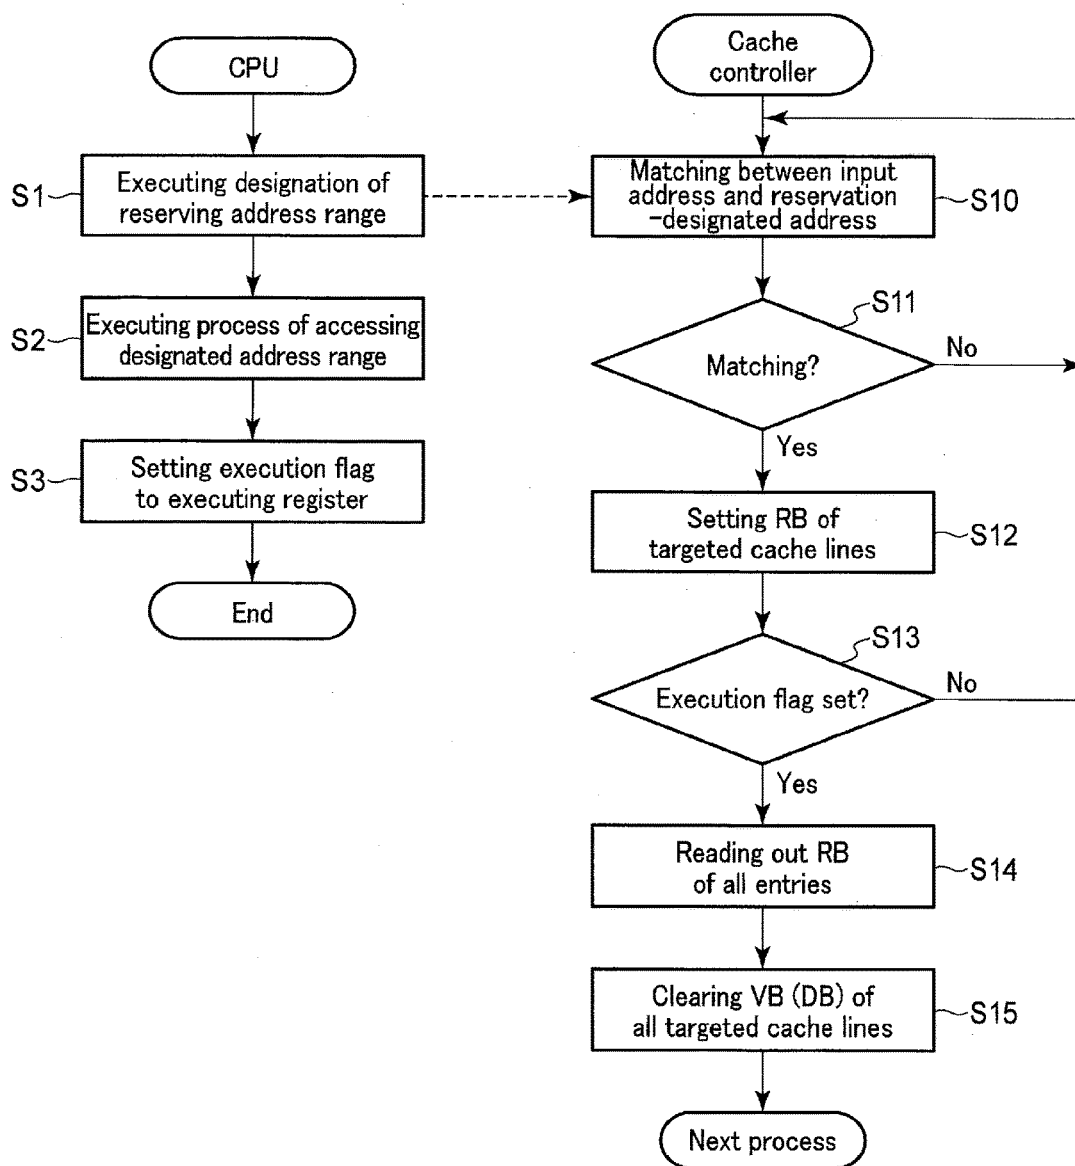 CPU
S1
Executing designation of
reserving address range
S2
Executing process of accessing
designated address range
S3
Setting execution flag
to executing register
End
Cache
controller
Matching between input
address and reservation
-designated address
S10
S11
Matching?
No
Yes
Setting RB of
targeted cache lines
S12
S13
Execution flag set?
No
Yes
Reading out RB
of all entries
S14
Clearing VB (DB) of
all targeted cache lines
S15
Next process